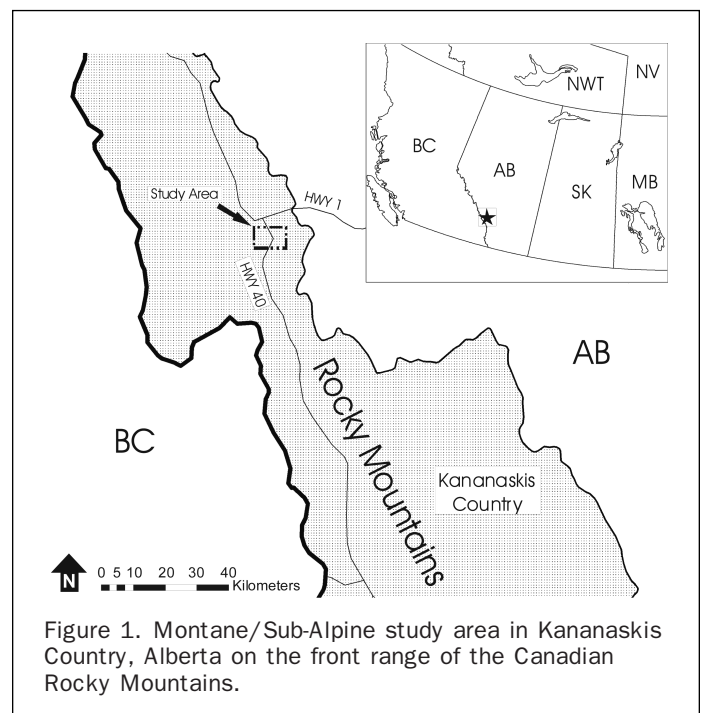 NV
NWT
BC
AB
SK
MB
Study Area
HWY 1
HWY 40
AB
Rocky Mountains
BC
Kananaskis
Country
N
0 5 10 20 30 40
Kilometers
Figure 1. Montane/Sub-Alpine study area in Kananaskis
Country, Alberta on the front range of the Canadian
Rocky Mountains.